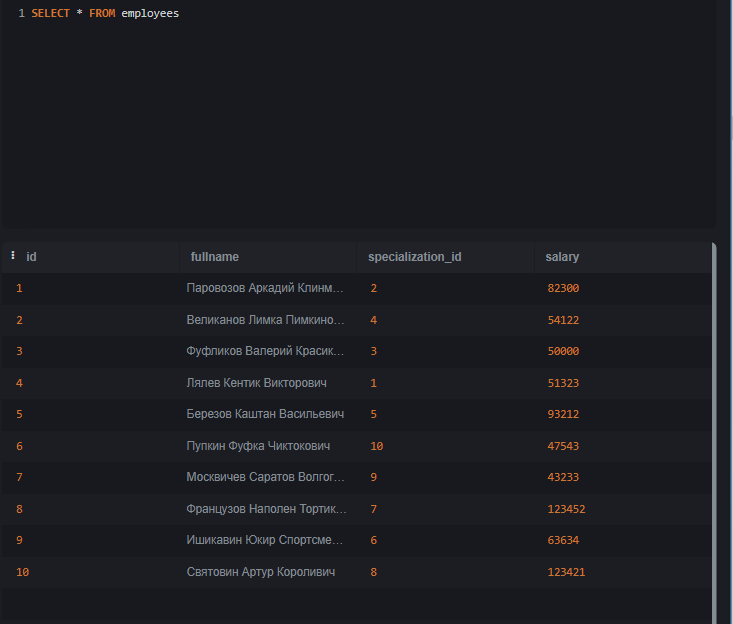 1 SELECT * FROM employees
id fullname specialization_id salary
1 Паровозов Аркадий Клинм... 2 82300
2 Великанов Лимка Пимкино... 4 54122
3 Фуфликов Валерий Красик... 3 50000
4 Лялев Кентик Викторович 1 51323
5 Березов Каштан Васильевич 5 93212
6 Пупкин Фуфка Чиктокович 10 47543
7 Москвичев Саратов Волгог... 9 43233
8 Французов Наполен Тортик... 7 123452
9 Ишикавин Юкир Спортсме... 6 63634
10 Святовин Артур Короливич 8 123421